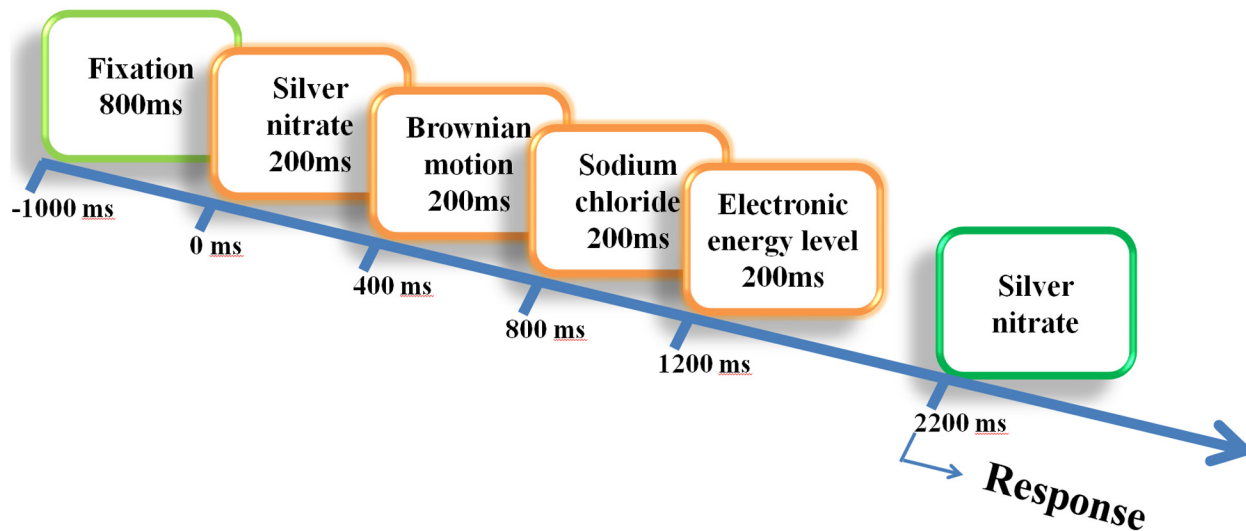 Fixation
800ms
Silver
nitrate
200ms
Brownian
motion
200ms
Sodium
chloride
200ms
Electronic
energy level
200ms
Silver
nitrate
-1000 ms
0 ms
400 ms
800 ms
1200 ms
2200 ms
Response